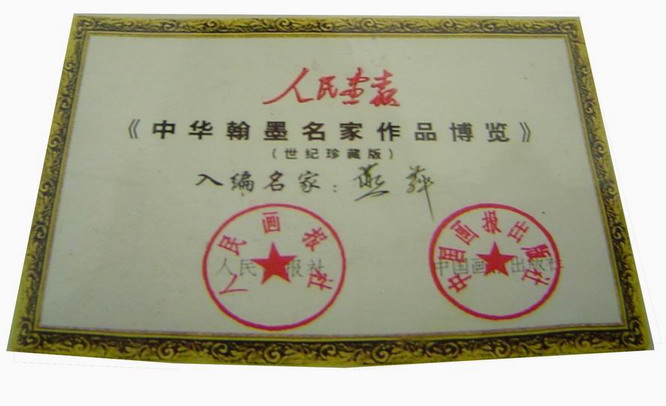 人民画报
《中华翰墨名家作品博览》
（世纪珍藏版）
入编名家：燕萍
人民画报社
人民 报社
中国画报出版社
中国画 出版社